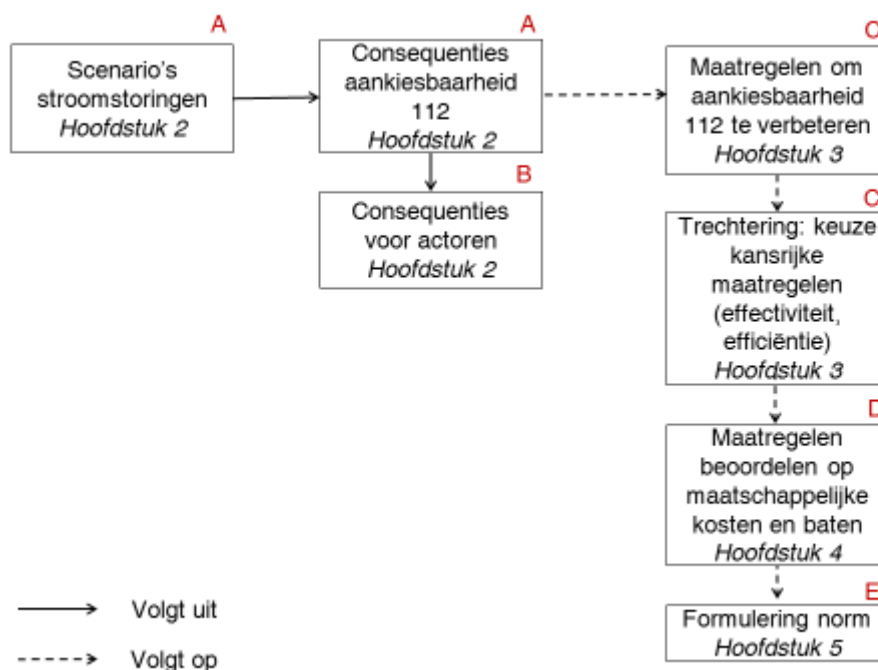 A
Scenario's
stroomstoringen
Hoofdstuk 2
A
Consequenties
aankiesbaarheid
112
Hoofdstuk 2
B
Consequenties
voor actoren
Hoofdstuk 2
Maatregelen om
aankiesbaarheid
112 te verbeteren
Hoofdstuk 3
Trechtering: keuze
kansrijke
maatregelen
(effectiviteit,
efficiëntie)
Hoofdstuk 3
D
Maatregelen
beoordelen op
maatschappelijke
kosten en baten
Hoofdstuk 4
E
Formulering norm
Hoofdstuk 5
Volgt uit
Volgt op